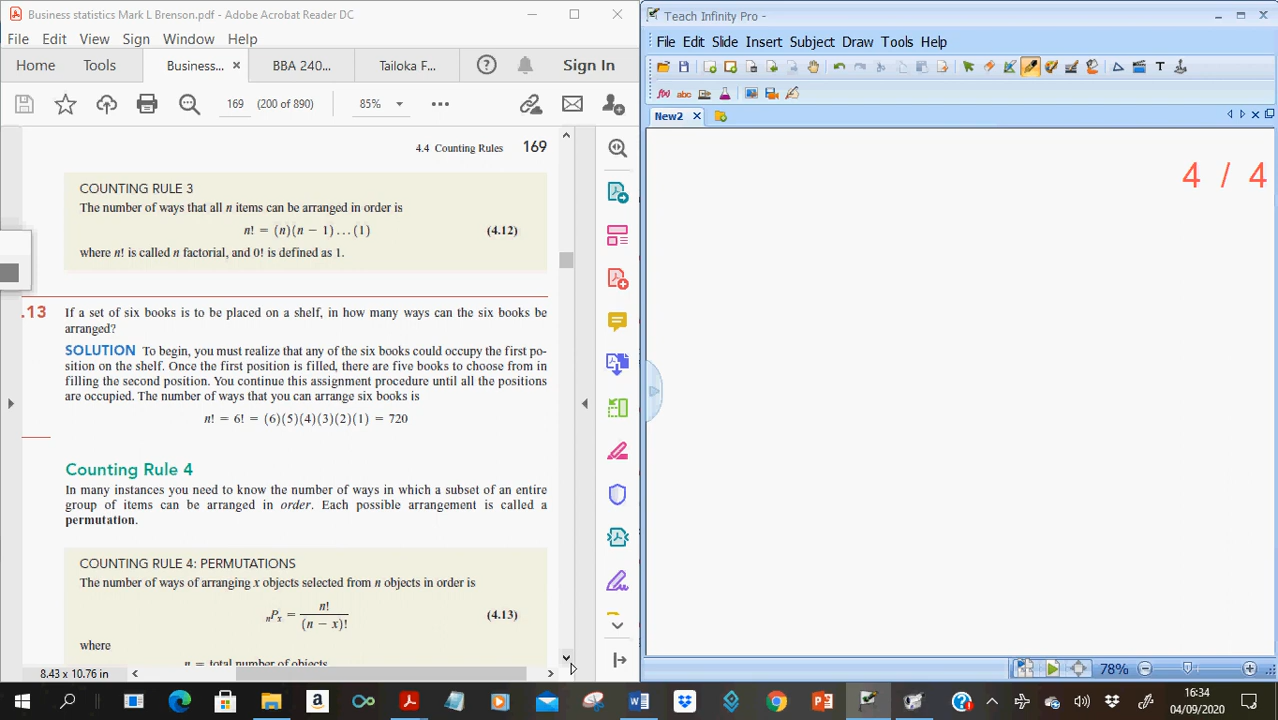 Business statistics Mark L Brenson.pdf - Adobe Acrobat Reader DC
File Edit View Sign Window Help
Home Tools Business... × BBA 240... Tailoka F... Sign In
169 (200 of 890) 85%
4.4 Counting Rules 169
COUNTING RULE 3
The number of ways that all n items can be arranged in order is
n! = (n)(n − 1) . . . (1) (4.12)
where n! is called n factorial, and 0! is defined as 1.
.13 If a set of six books is to be placed on a shelf, in how many ways can the six books be
arranged?
SOLUTION To begin, you must realize that any of the six books could occupy the first po-
sition on the shelf. Once the first position is filled, there are five books to choose from in
filling the second position. You continue this assignment procedure until all the positions
are occupied. The number of ways that you can arrange six books is
n! = 6! = (6)(5)(4)(3)(2)(1) = 720
Counting Rule 4
In many instances you need to know the number of ways in which a subset of an entire
group of items can be arranged in order. Each possible arrangement is called a
permutation.
COUNTING RULE 4: PERMUTATIONS
The number of ways of arranging x objects selected from n objects in order is
nPx = n! / (n − x)! (4.13)
where
n = total number of objects
8.43 x 10.76 in
Teach Infinity Pro -
File Edit Slide Insert Subject Draw Tools Help
f(x) abc
New2
4 / 4
78%
16:34
04/09/2020